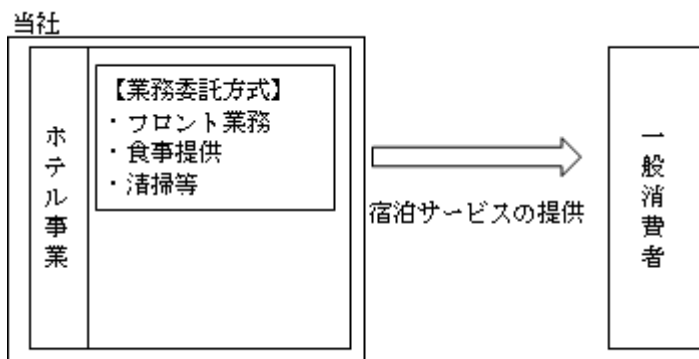 当社
ホテル事業
【業務委託方式】
・フロント業務
・食事提供
・清掃等
宿泊サービスの提供
一般消費者